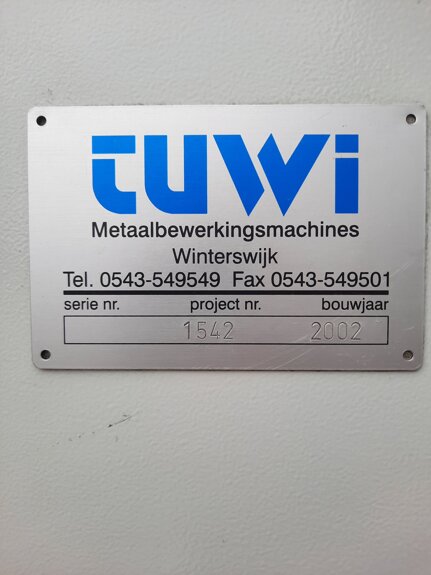 tuwi
Metaalbewerkingsmachines
Winterswijk
Tel. 0543-549549 Fax 0543-549501
serie nr. project nr. bouwjaar
1542 2002